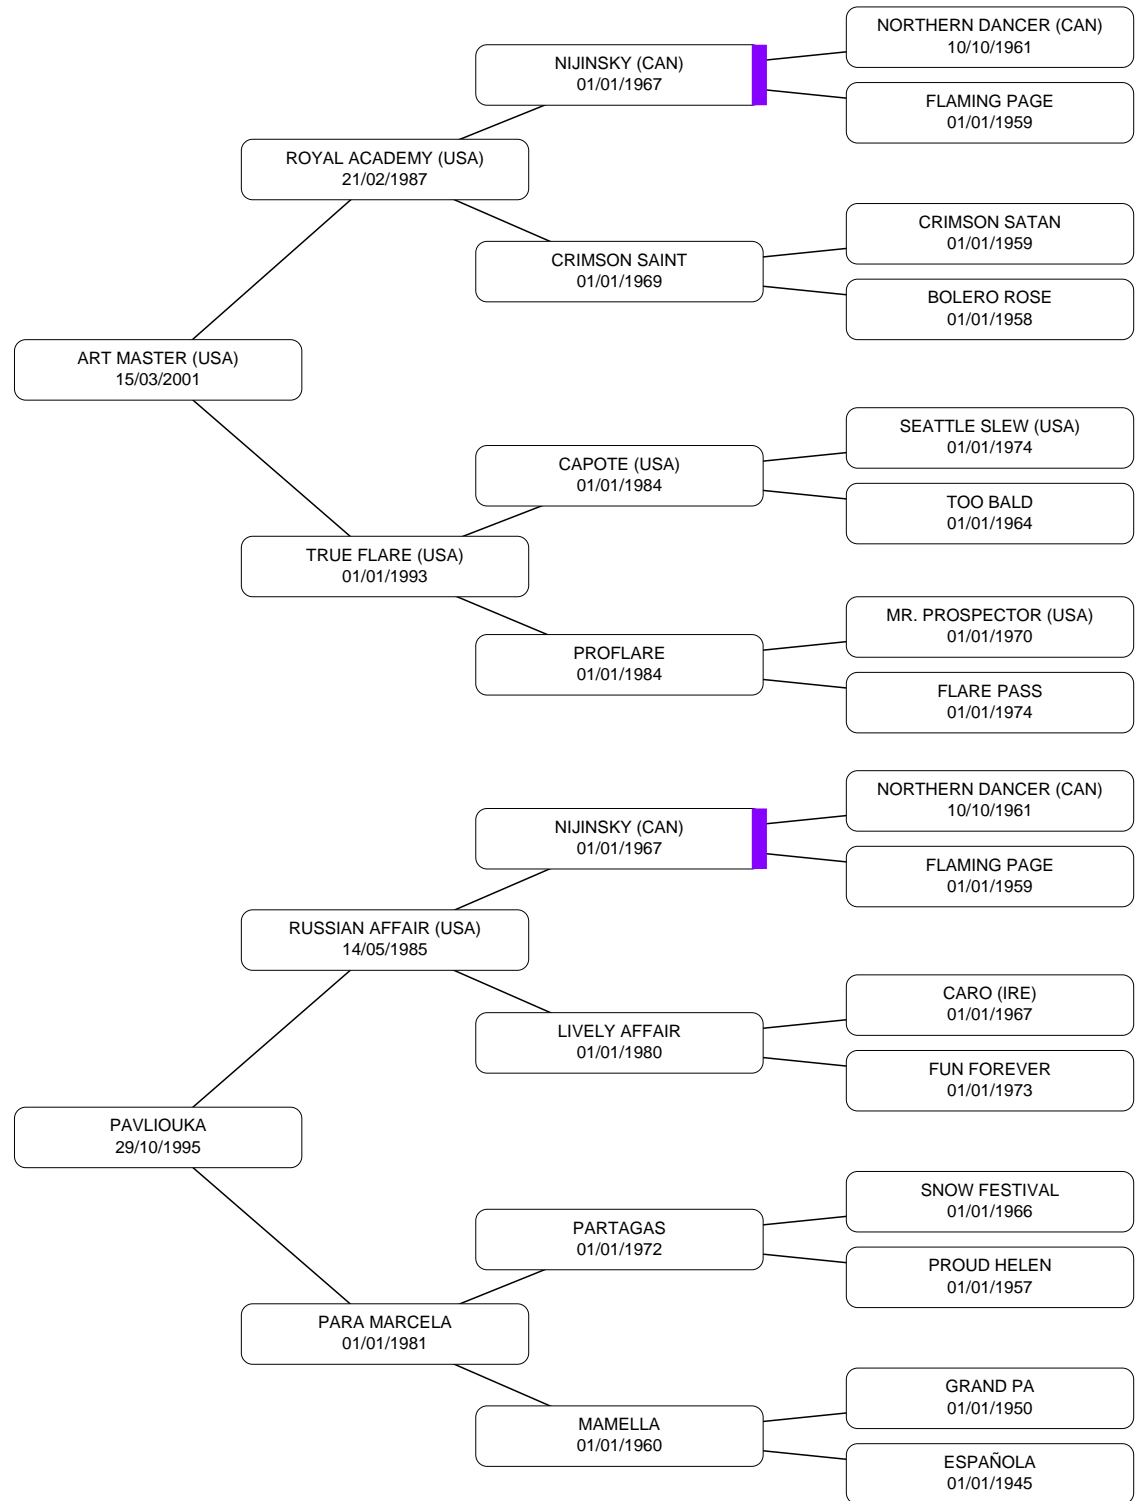 NORTHERN DANCER (CAN)
10/10/1961
NIJINSKY (CAN)
01/01/1967
FLAMING PAGE
01/01/1959
ROYAL ACADEMY (USA)
21/02/1987
CRIMSON SATAN
01/01/1959
CRIMSON SAINT
01/01/1969
BOLERO ROSE
01/01/1958
ART MASTER (USA)
15/03/2001
SEATTLE SLEW (USA)
01/01/1974
CAPOTE (USA)
01/01/1984
TOO BALD
01/01/1964
TRUE FLARE (USA)
01/01/1993
MR. PROSPECTOR (USA)
01/01/1970
PROFLARE
01/01/1984
FLARE PASS
01/01/1974
NORTHERN DANCER (CAN)
10/10/1961
NIJINSKY (CAN)
01/01/1967
FLAMING PAGE
01/01/1959
RUSSIAN AFFAIR (USA)
14/05/1985
CARO (IRE)
01/01/1967
LIVELY AFFAIR
01/01/1980
FUN FOREVER
01/01/1973
PAVLIOUKA
29/10/1995
SNOW FESTIVAL
01/01/1966
PARTAGAS
01/01/1972
PROUD HELEN
01/01/1957
PARA MARCELA
01/01/1981
GRAND PA
01/01/1950
MAMELLA
01/01/1960
ESPAÑOLA
01/01/1945